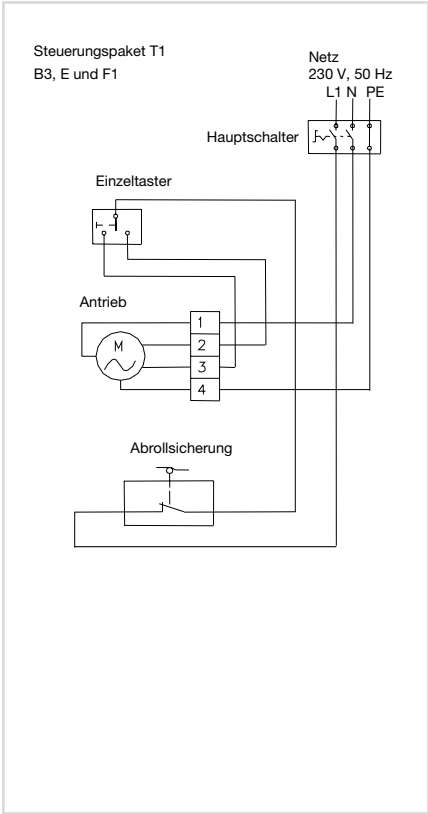 Steuerungspaket T1
B3, E und F1
Netz
230 V, 50 Hz
L1 N PE
Hauptschalter
Einzeltaster
Antrieb
1
M
2
3
4
Abrollsicherung